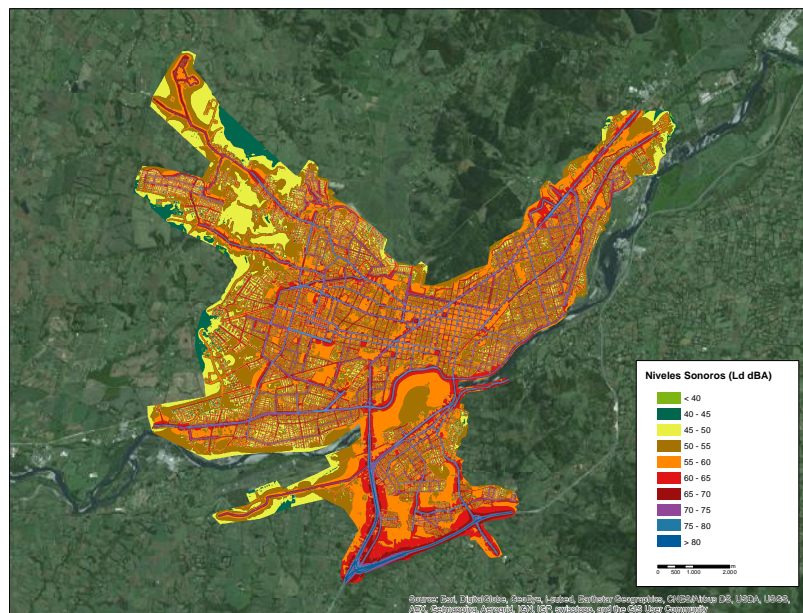 Niveles Sonoros (Ld dBA)
< 40
40 - 45
45 - 50
50 - 55
55 - 60
60 - 65
65 - 70
70 - 75
75 - 80
> 80
0 500 1.000 2.000
m
Source: Esri, DigitalGlobe, GeoEye, i-cubed, Earthstar Geographics, CNES/Airbus DS, USDA, USGS,
AEX, Getmapping, Aerogrid, IGN, IGP, swisstopo, and the GIS User Community